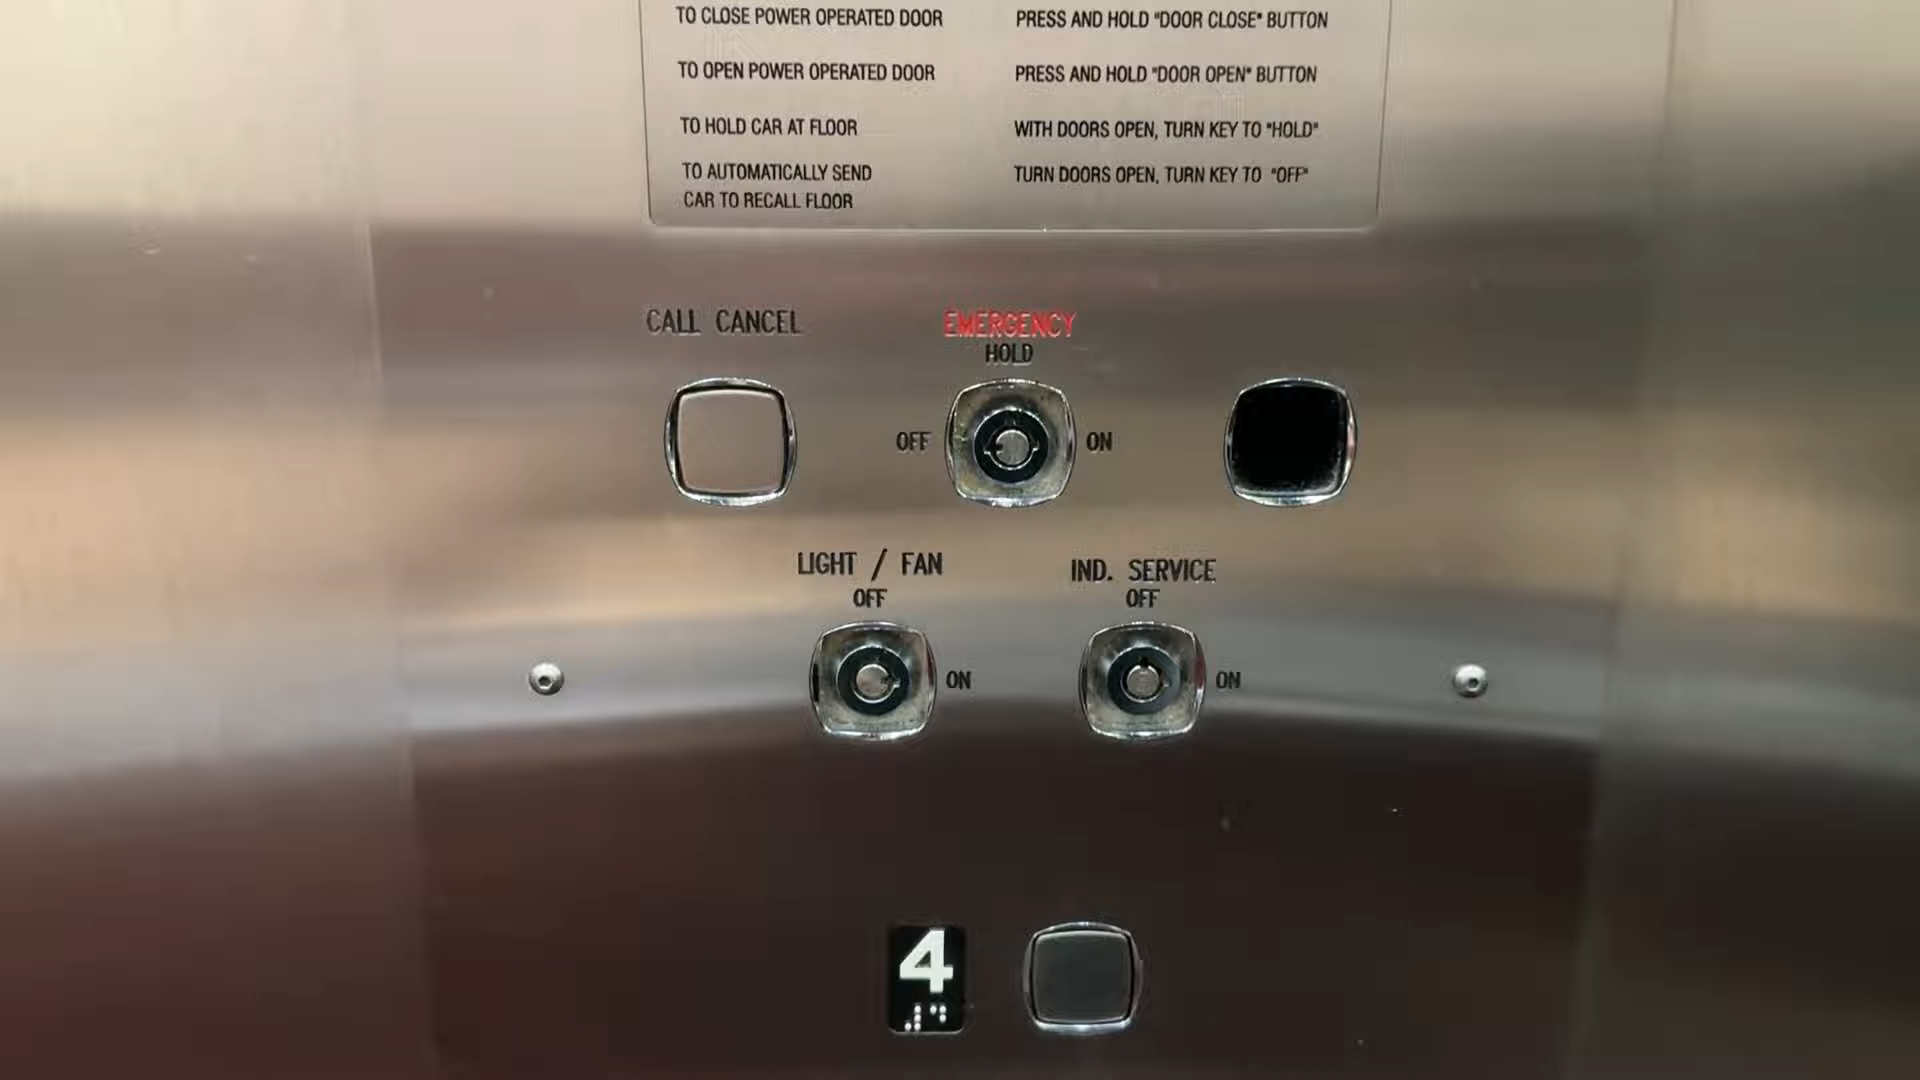 TO CLOSE POWER OPERATED DOOR PRESS AND HOLD "DOOR CLOSE" BUTTON
TO OPEN POWER OPERATED DOOR PRESS AND HOLD "DOOR OPEN" BUTTON
TO HOLD CAR AT FLOOR WITH DOORS OPEN, TURN KEY TO "HOLD"
TO AUTOMATICALLY SEND TURN DOORS OPEN, TURN KEY TO "OFF"
CAR TO RECALL FLOOR
CALL CANCEL
EMERGENCY
HOLD
OFF ON
LIGHT / FAN
OFF
ON
IND. SERVICE
OFF
ON
4